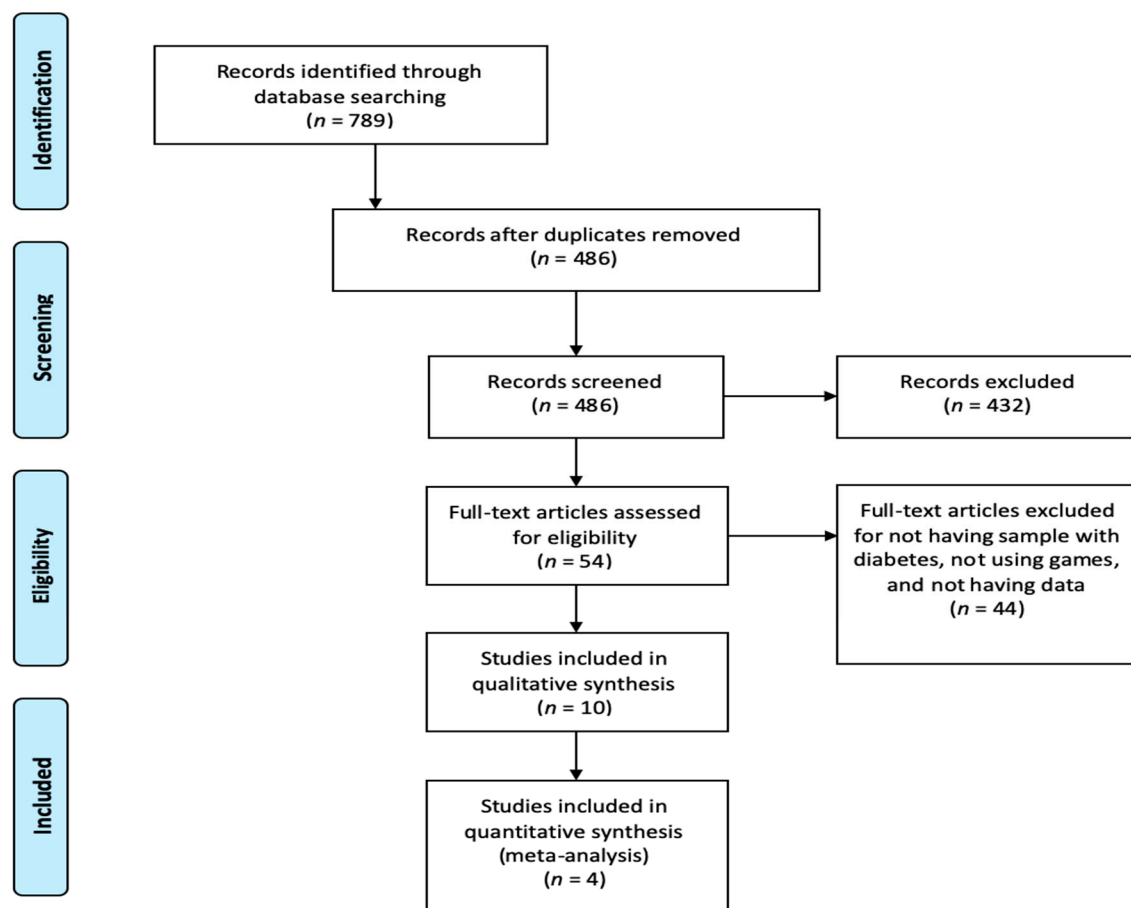 Identification
Records identified through
database searching
(n = 789)
Records after duplicates removed
(n = 486)
Screening
Records screened
(n = 486)
Records excluded
(n = 432)
Eligibility
Full-text articles assessed
for eligibility
(n = 54)
Full-text articles excluded
for not having sample with
diabetes, not using games,
and not having data
(n = 44)
Studies included in
qualitative synthesis
(n = 10)
Included
Studies included in
quantitative synthesis
(meta-analysis)
(n = 4)